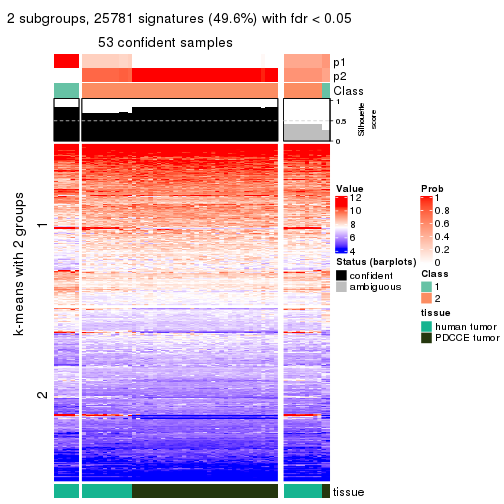 2 subgroups, 25781 signatures (49.6%) with fdr < 0.05
53 confident samples
p1
p2
Class
1
0.5
0
Silhouette
score
k-means with 2 groups
1
2
Value
12
10
8
6
4
Status (barplots)
confident
ambiguous
Prob
1
0.8
0.6
0.4
0.2
0
Class
1
2
tissue
human tumor
PDCCE tumor
tissue